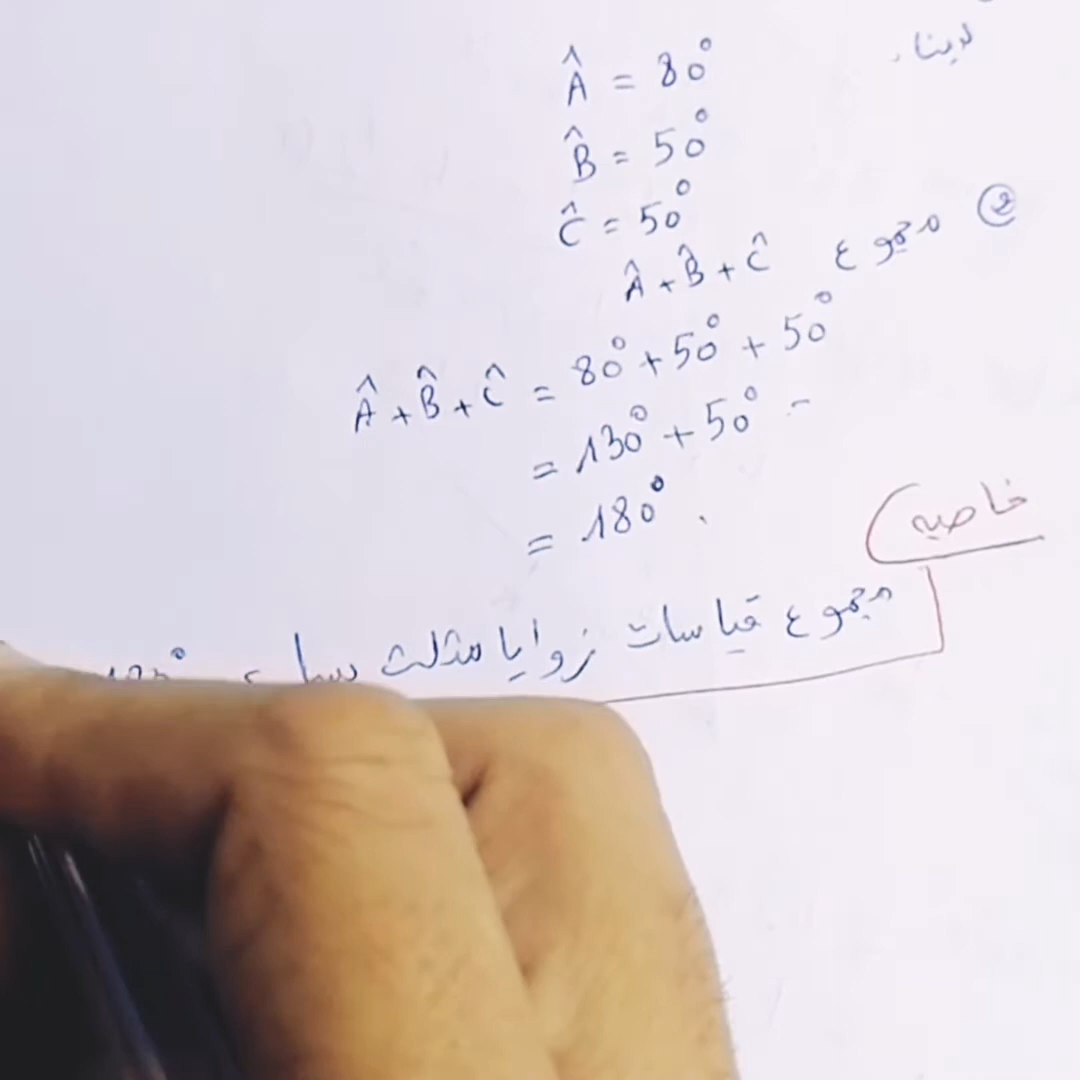 لدينا
Â = 80°
B̂ = 50°
Ĉ = 50°
② مجموع Â + B̂ + Ĉ
Â + B̂ + Ĉ = 80° + 50° + 50°
= 130° + 50°
= 180°.
خاصية
مجموع قياسات زوايا مثلث